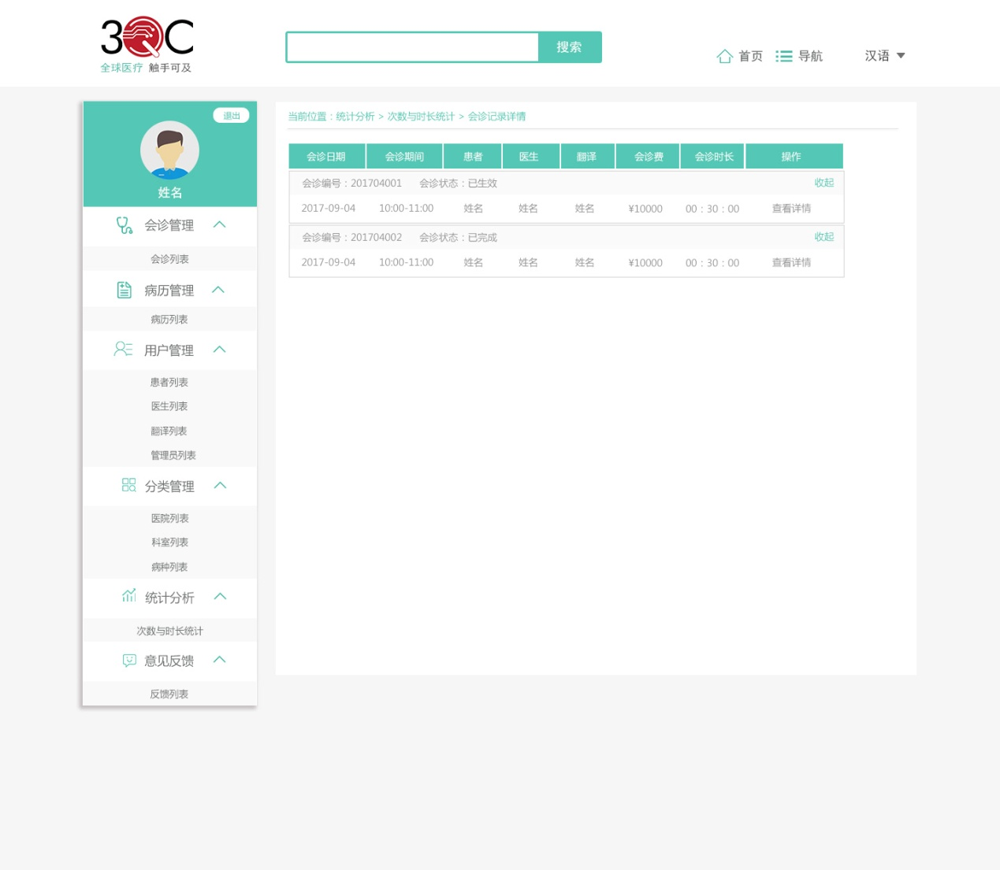 3QC
全球医疗 触手可及
搜索
首页
导航
汉语
退出
姓名
会诊管理
会诊列表
病历管理
病历列表
用户管理
患者列表
医生列表
翻译列表
管理员列表
分类管理
医院列表
科室列表
病种列表
统计分析
次数与时长统计
意见反馈
反馈列表
当前位置：统计分析 > 次数与时长统计 > 会诊记录详情
会诊日期 会诊期间 患者 医生 翻译 会诊费 会诊时长 操作
会诊编号：201704001 会诊状态：已生效 收起
2017-09-04 10:00-11:00 姓名 姓名 姓名 ¥10000 00：30：00 查看详情
会诊编号：201704002 会诊状态：已完成 收起
2017-09-04 10:00-11:00 姓名 姓名 姓名 ¥10000 00：30：00 查看详情